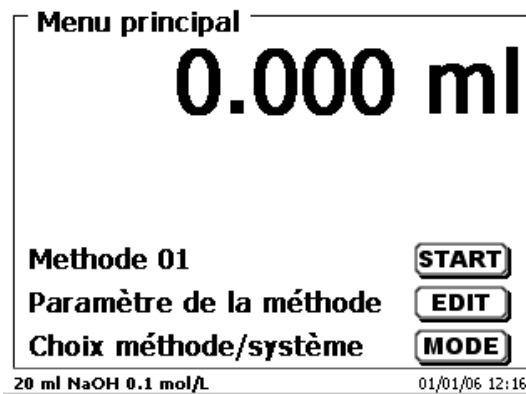 Menu principal
0.000 ml
Methode 01 START
Paramètre de la méthode EDIT
Choix méthode/système MODE
20 ml NaOH 0.1 mol/L 01/01/06 12:16